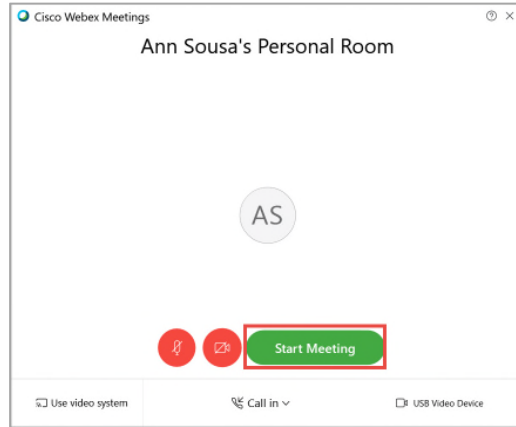 Cisco Webex Meetings
Ann Sousa's Personal Room
AS
Start Meeting
Use video system
Call in
USB Video Device